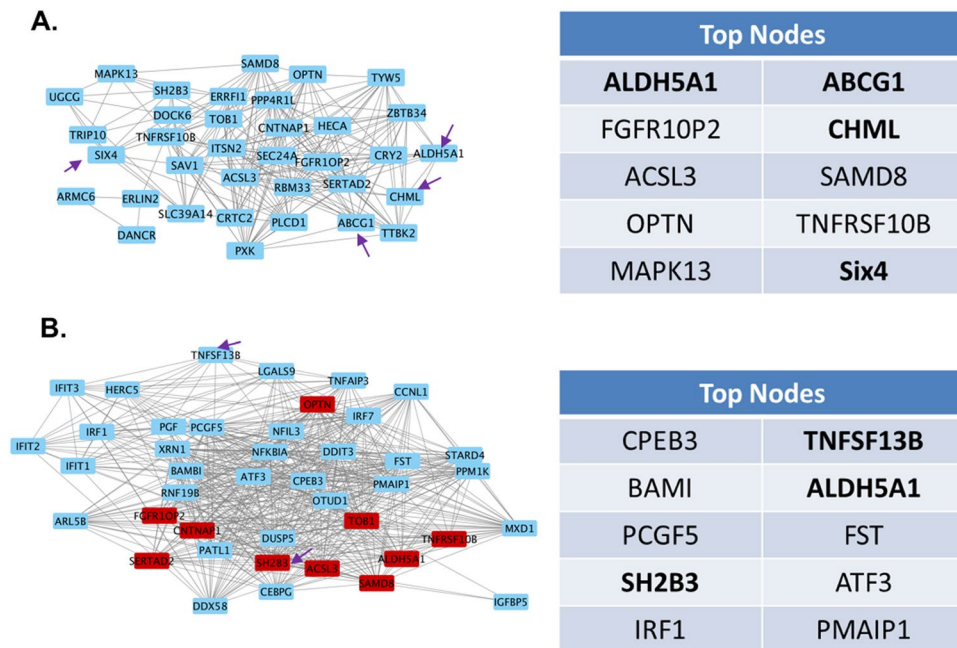 A.
SAMD8
MAPK13
OPTN
TYW5
UGCG
SH2B3
ERRFI1
PPP4R1L
DOCK6
TOB1
ZBTB34
TRIP10
TNFRSF10B
CNTNAP1
HECA
SIX4
ITSN2
SEC24A
CRY2
ALDH5A1
SAV1
FGFR1OP2
ACSL3
RBM33
SERTAD2
ARMC6
ERLIN2
CHML
SLC39A14
CRTC2
PLCD1
ABCG1
DANCR
TTBK2
PXK
Top Nodes
ALDH5A1 ABCG1
FGFR10P2 CHML
ACSL3 SAMD8
OPTN TNFRSF10B
MAPK13 Six4
B.
TNFSF13B
LGALS9
IFIT3
HERC5
TNFAIP3
CCNL1
OPTN
IRF7
IRF1
PGF
PCGF5
NFIL3
IFIT2
XRN1
NFKBIA
DDIT3
STARD4
FST
IFIT1
BAMBI
ATF3
CPEB3
PMAIP1
PPM1K
RNF19B
OTUD1
ARL5B
FGFR1OP2
CNTNAP1
TOB1
MXD1
DUSP5
TNFRSF10B
PATL1
SERTAD2
SH2B3
ACSL3
ALDH5A1
SAMD8
CEBPG
DDX58
IGFBP5
Top Nodes
CPEB3 TNFSF13B
BAMI ALDH5A1
PCGF5 FST
SH2B3 ATF3
IRF1 PMAIP1